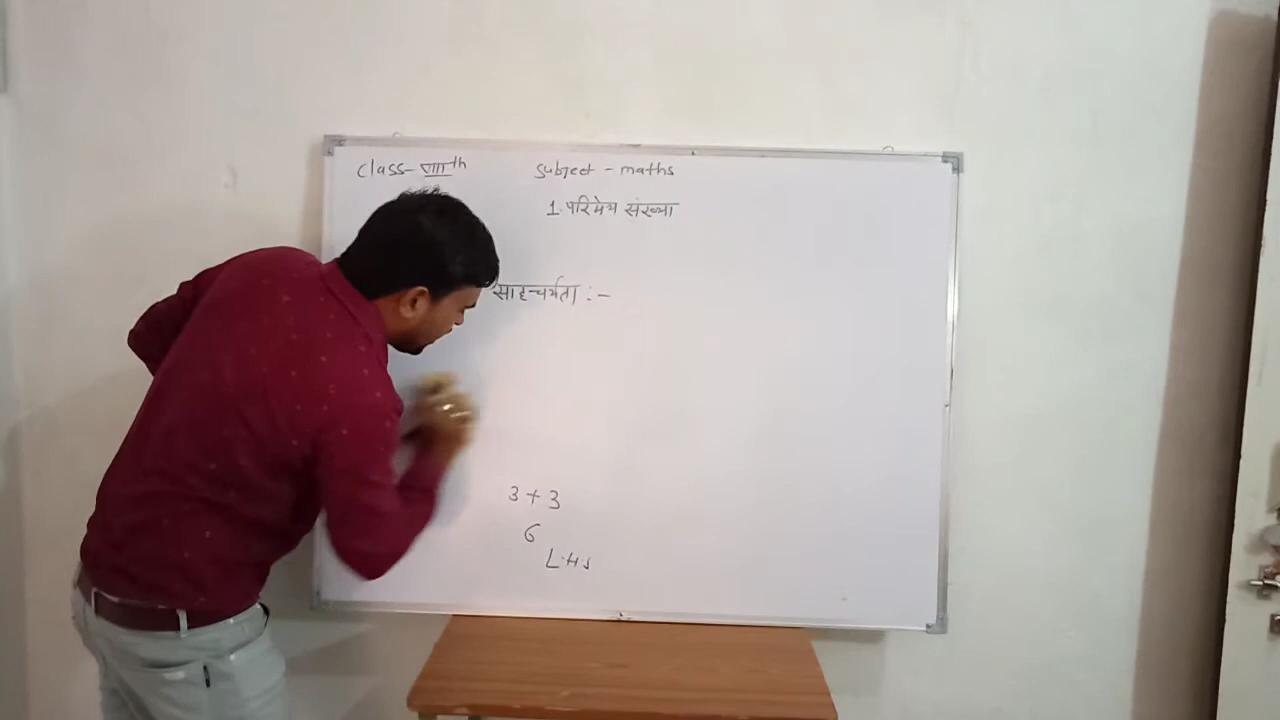 Class- VIIIth Subject - maths
1. परिमेय संख्या
साहचर्यता :-
3 + 3
6
L.H.S